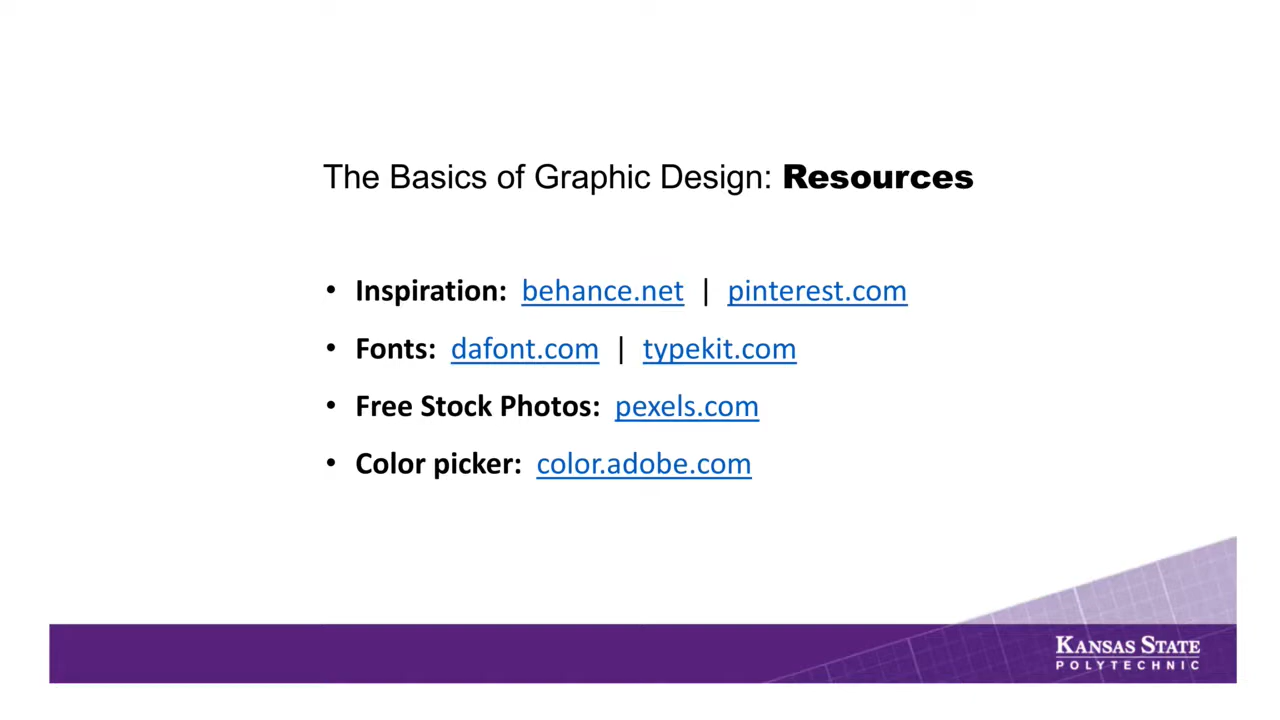 The Basics of Graphic Design: Resources
• Inspiration: behance.net | pinterest.com
• Fonts: dafont.com | typekit.com
• Free Stock Photos: pexels.com
• Color picker: color.adobe.com
KANSAS STATE
POLYTECHNIC